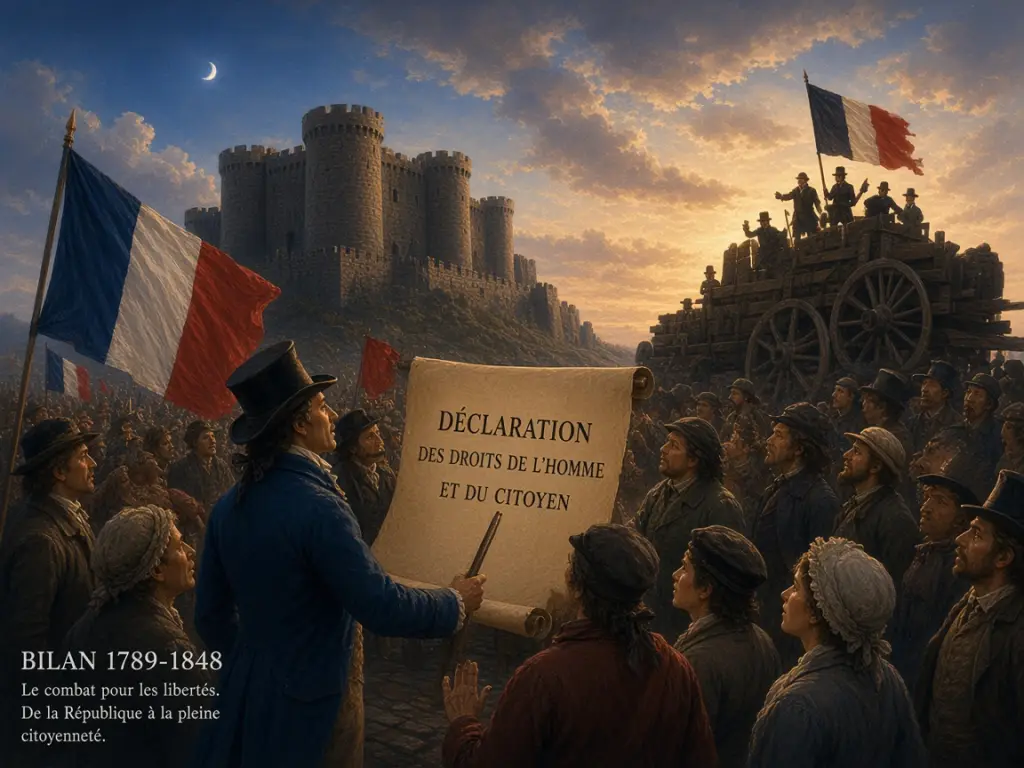 DÉCLARATION
DES DROITS DE L'HOMME
ET DU CITOYEN
BILAN 1789-1848
Le combat pour les libertés.
De la République à la pleine
citoyenneté.